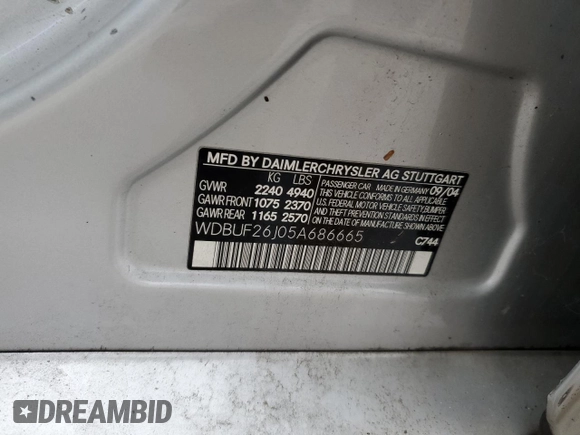 MFD BY DAIMLERCHRYSLER AG STUTTGART
KG LBS
PASSENGER CAR MADE IN GERMANY 09/04
GVWR 2240 4940
THIS VEHICLE CONFORMS TO ALL APPLICABLE
GAWR FRONT 1075 2370
U.S. FEDERAL MOTOR VEHICLE SAFETY/BUMPER
GAWR REAR 1165 2570
AND THEFT PREVENTION STANDARDS IN EFFECT
ON THE DATE OF MANUFACTURE SHOWN ABOVE.
WDBUF26J05A686665
C744
DREAMBID